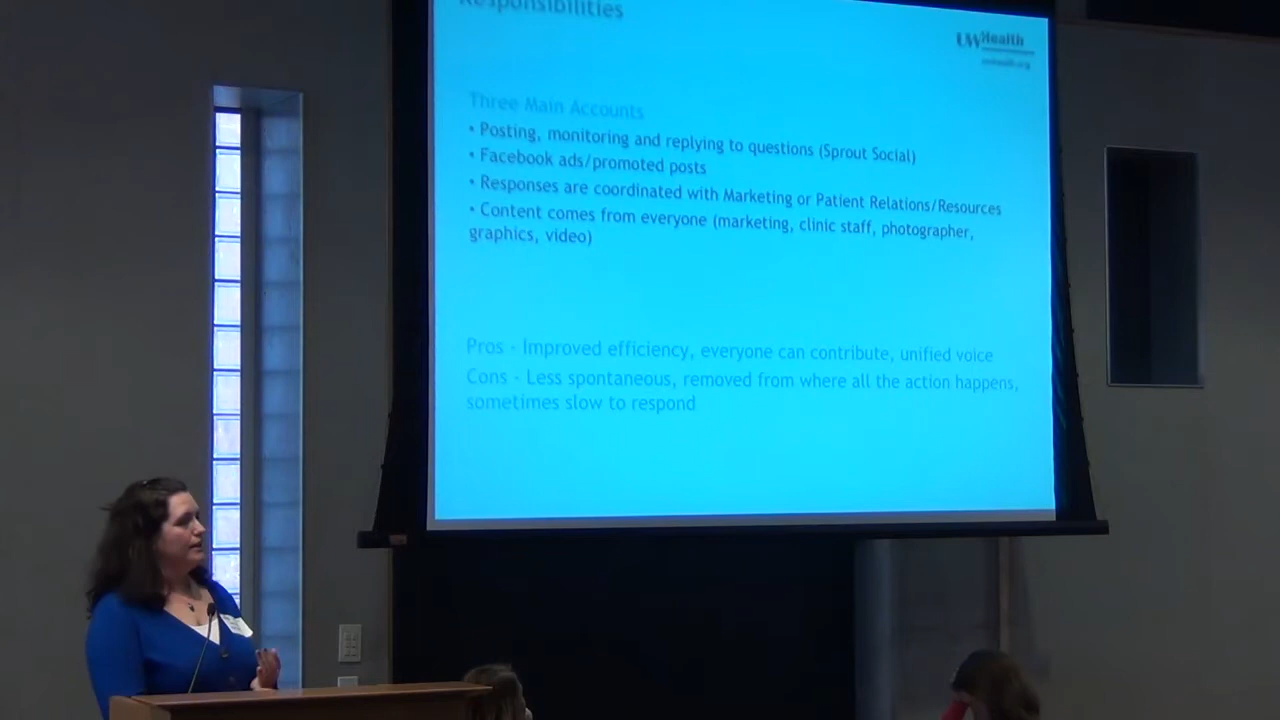 Responsibilities
UWHealth
uwhealth.org
Three Main Accounts
• Posting, monitoring and replying to questions (Sprout Social)
• Facebook ads/promoted posts
• Responses are coordinated with Marketing or Patient Relations/Resources
• Content comes from everyone (marketing, clinic staff, photographer,
graphics, video)
Pros - Improved efficiency, everyone can contribute, unified voice
Cons - Less spontaneous, removed from where all the action happens,
sometimes slow to respond